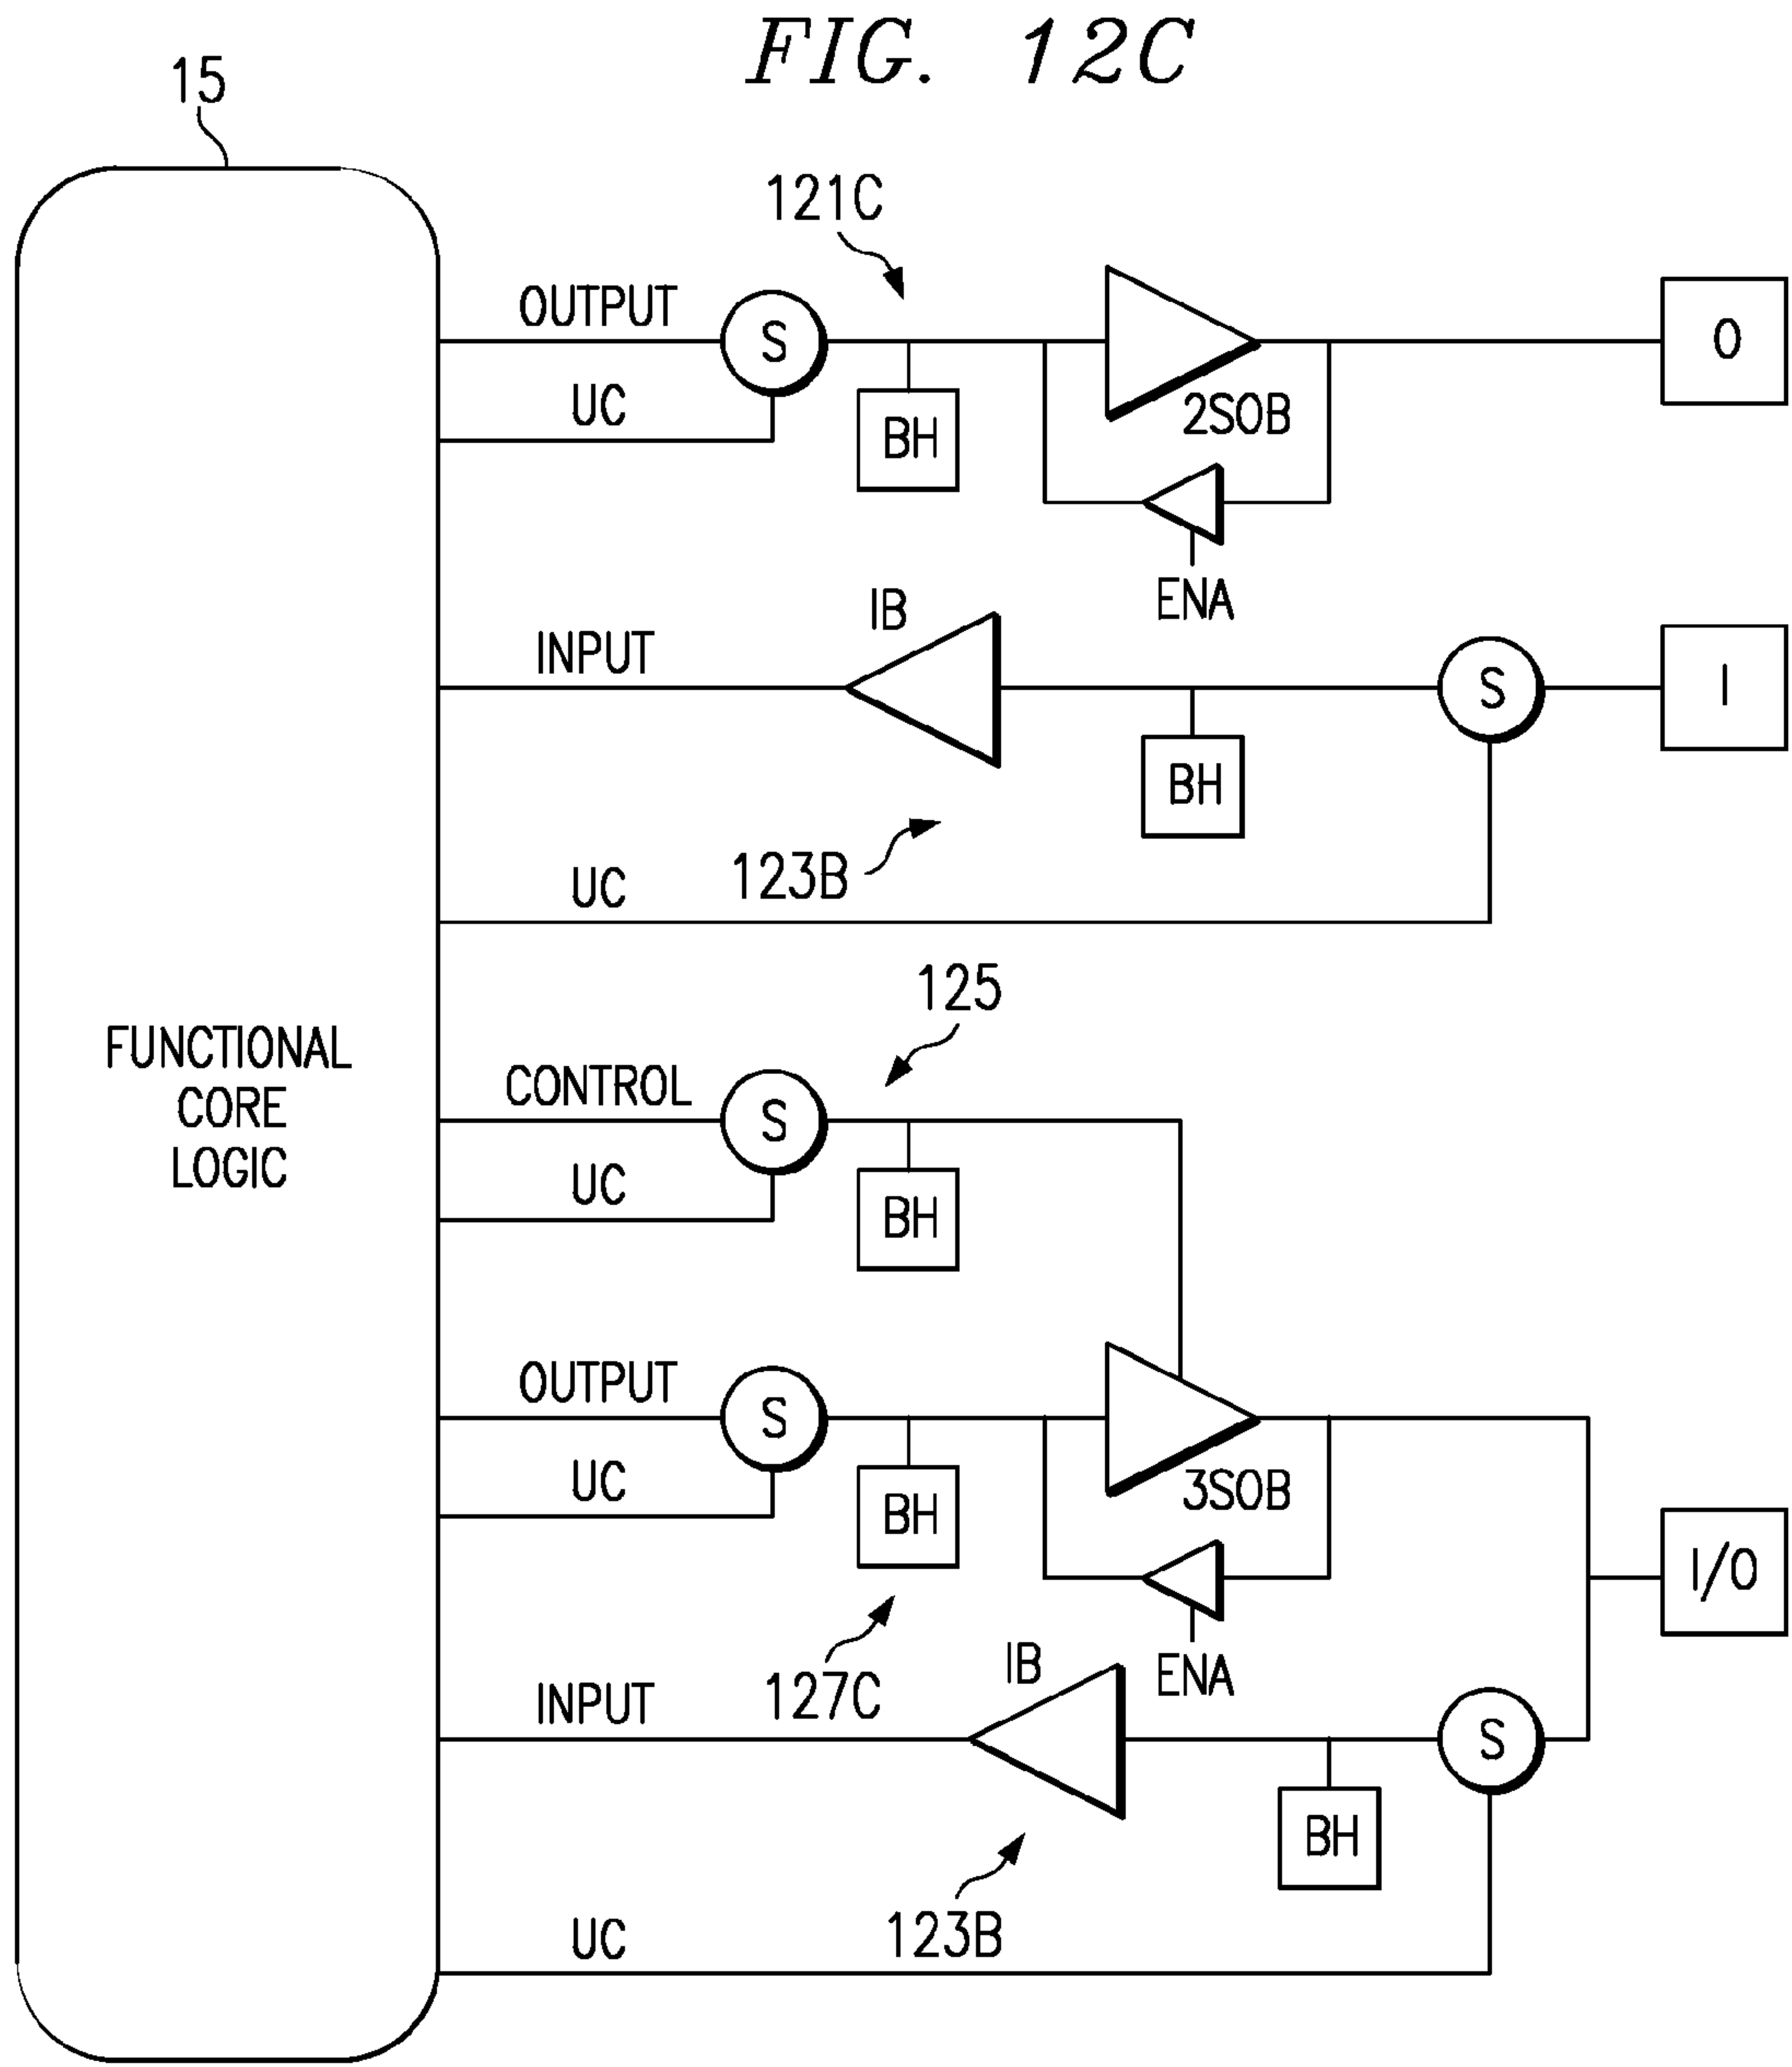 FIG. 12C
15
121C
OUTPUT
S
O
UC
BH
2SOB
ENA
IB
INPUT
S
I
BH
123B
UC
125
FUNCTIONAL
CORE
LOGIC
CONTROL
S
UC
BH
OUTPUT
S
UC
BH
3SOB
I/O
127C
ENA
IB
INPUT
S
BH
123B
UC